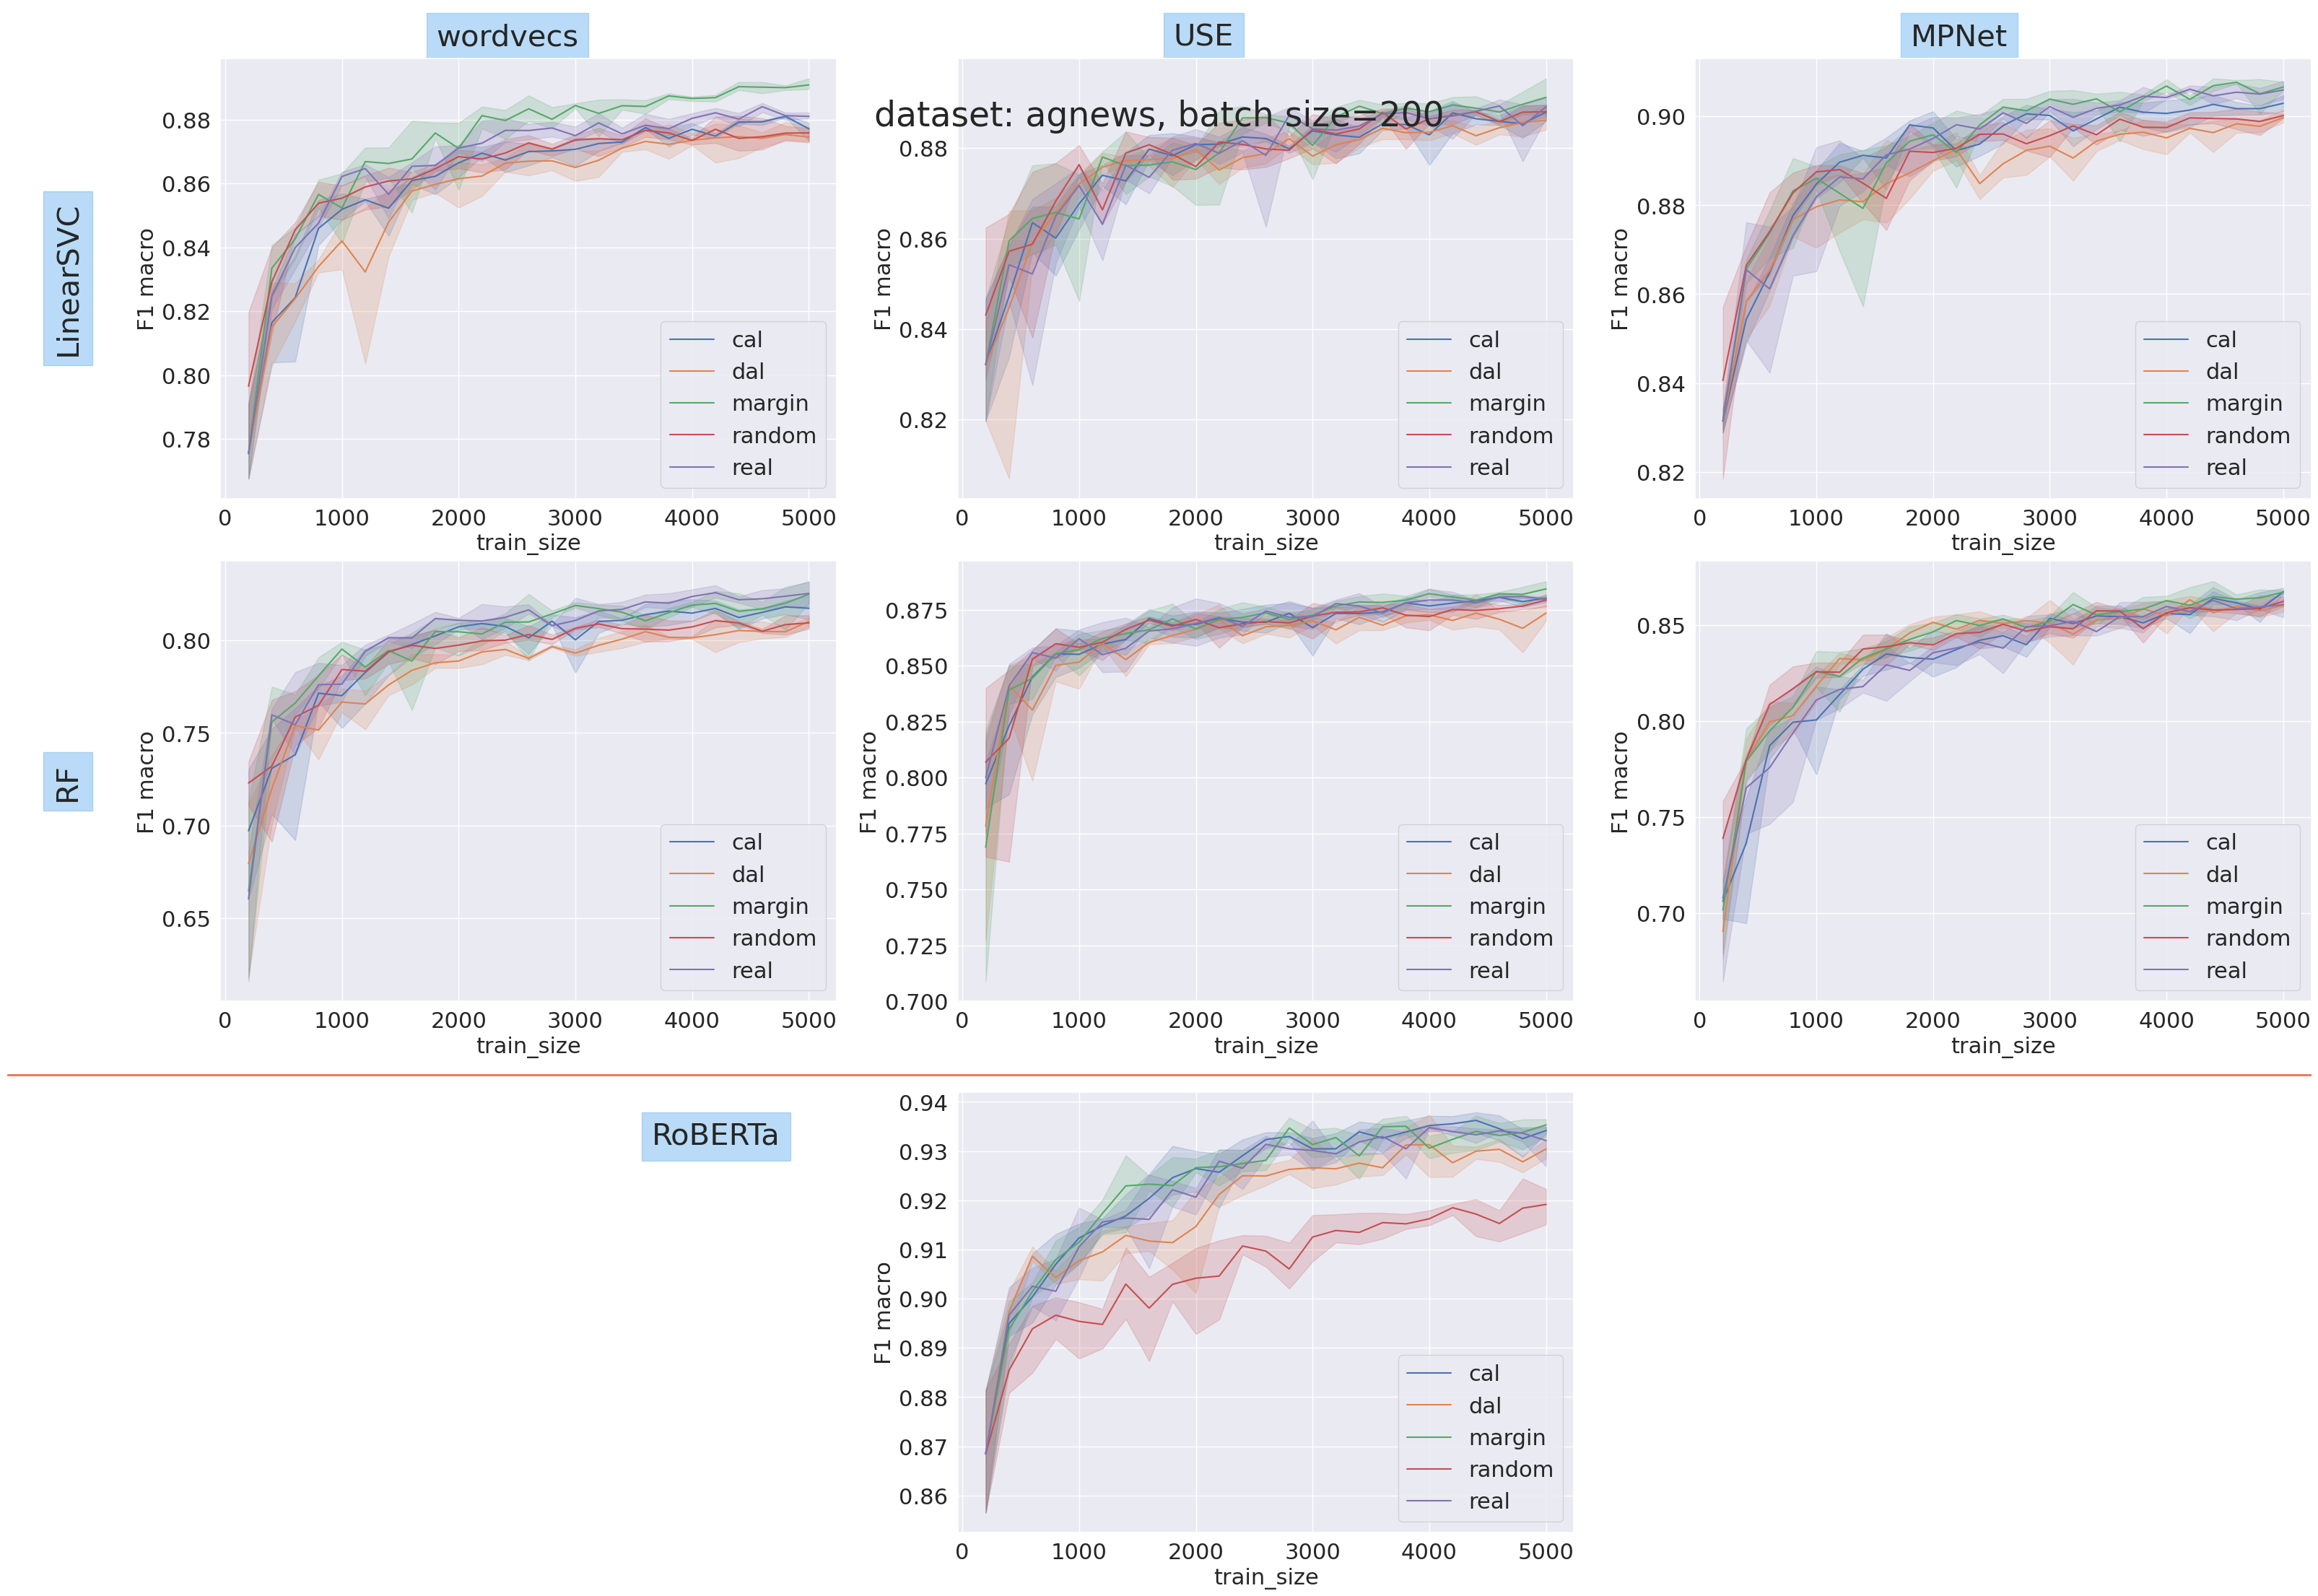 wordvecs
USE
MPNet
dataset: agnews, batch size=200
LinearSVC
F1 macro
0.88
0.86
0.84
0.82
0.80
0.78
0 1000 2000 3000 4000 5000
train_size
cal
dal
margin
random
real
F1 macro
0.88
0.86
0.84
0.82
0 1000 2000 3000 4000 5000
train_size
cal
dal
margin
random
real
F1 macro
0.90
0.88
0.86
0.84
0.82
0 1000 2000 3000 4000 5000
train_size
cal
dal
margin
random
real
RF
F1 macro
0.80
0.75
0.70
0.65
0 1000 2000 3000 4000 5000
train_size
cal
dal
margin
random
real
F1 macro
0.875
0.850
0.825
0.800
0.775
0.750
0.725
0.700
0 1000 2000 3000 4000 5000
train_size
cal
dal
margin
random
real
F1 macro
0.85
0.80
0.75
0.70
0 1000 2000 3000 4000 5000
train_size
cal
dal
margin
random
real
RoBERTa
F1 macro
0.94
0.93
0.92
0.91
0.90
0.89
0.88
0.87
0.86
0 1000 2000 3000 4000 5000
train_size
cal
dal
margin
random
real